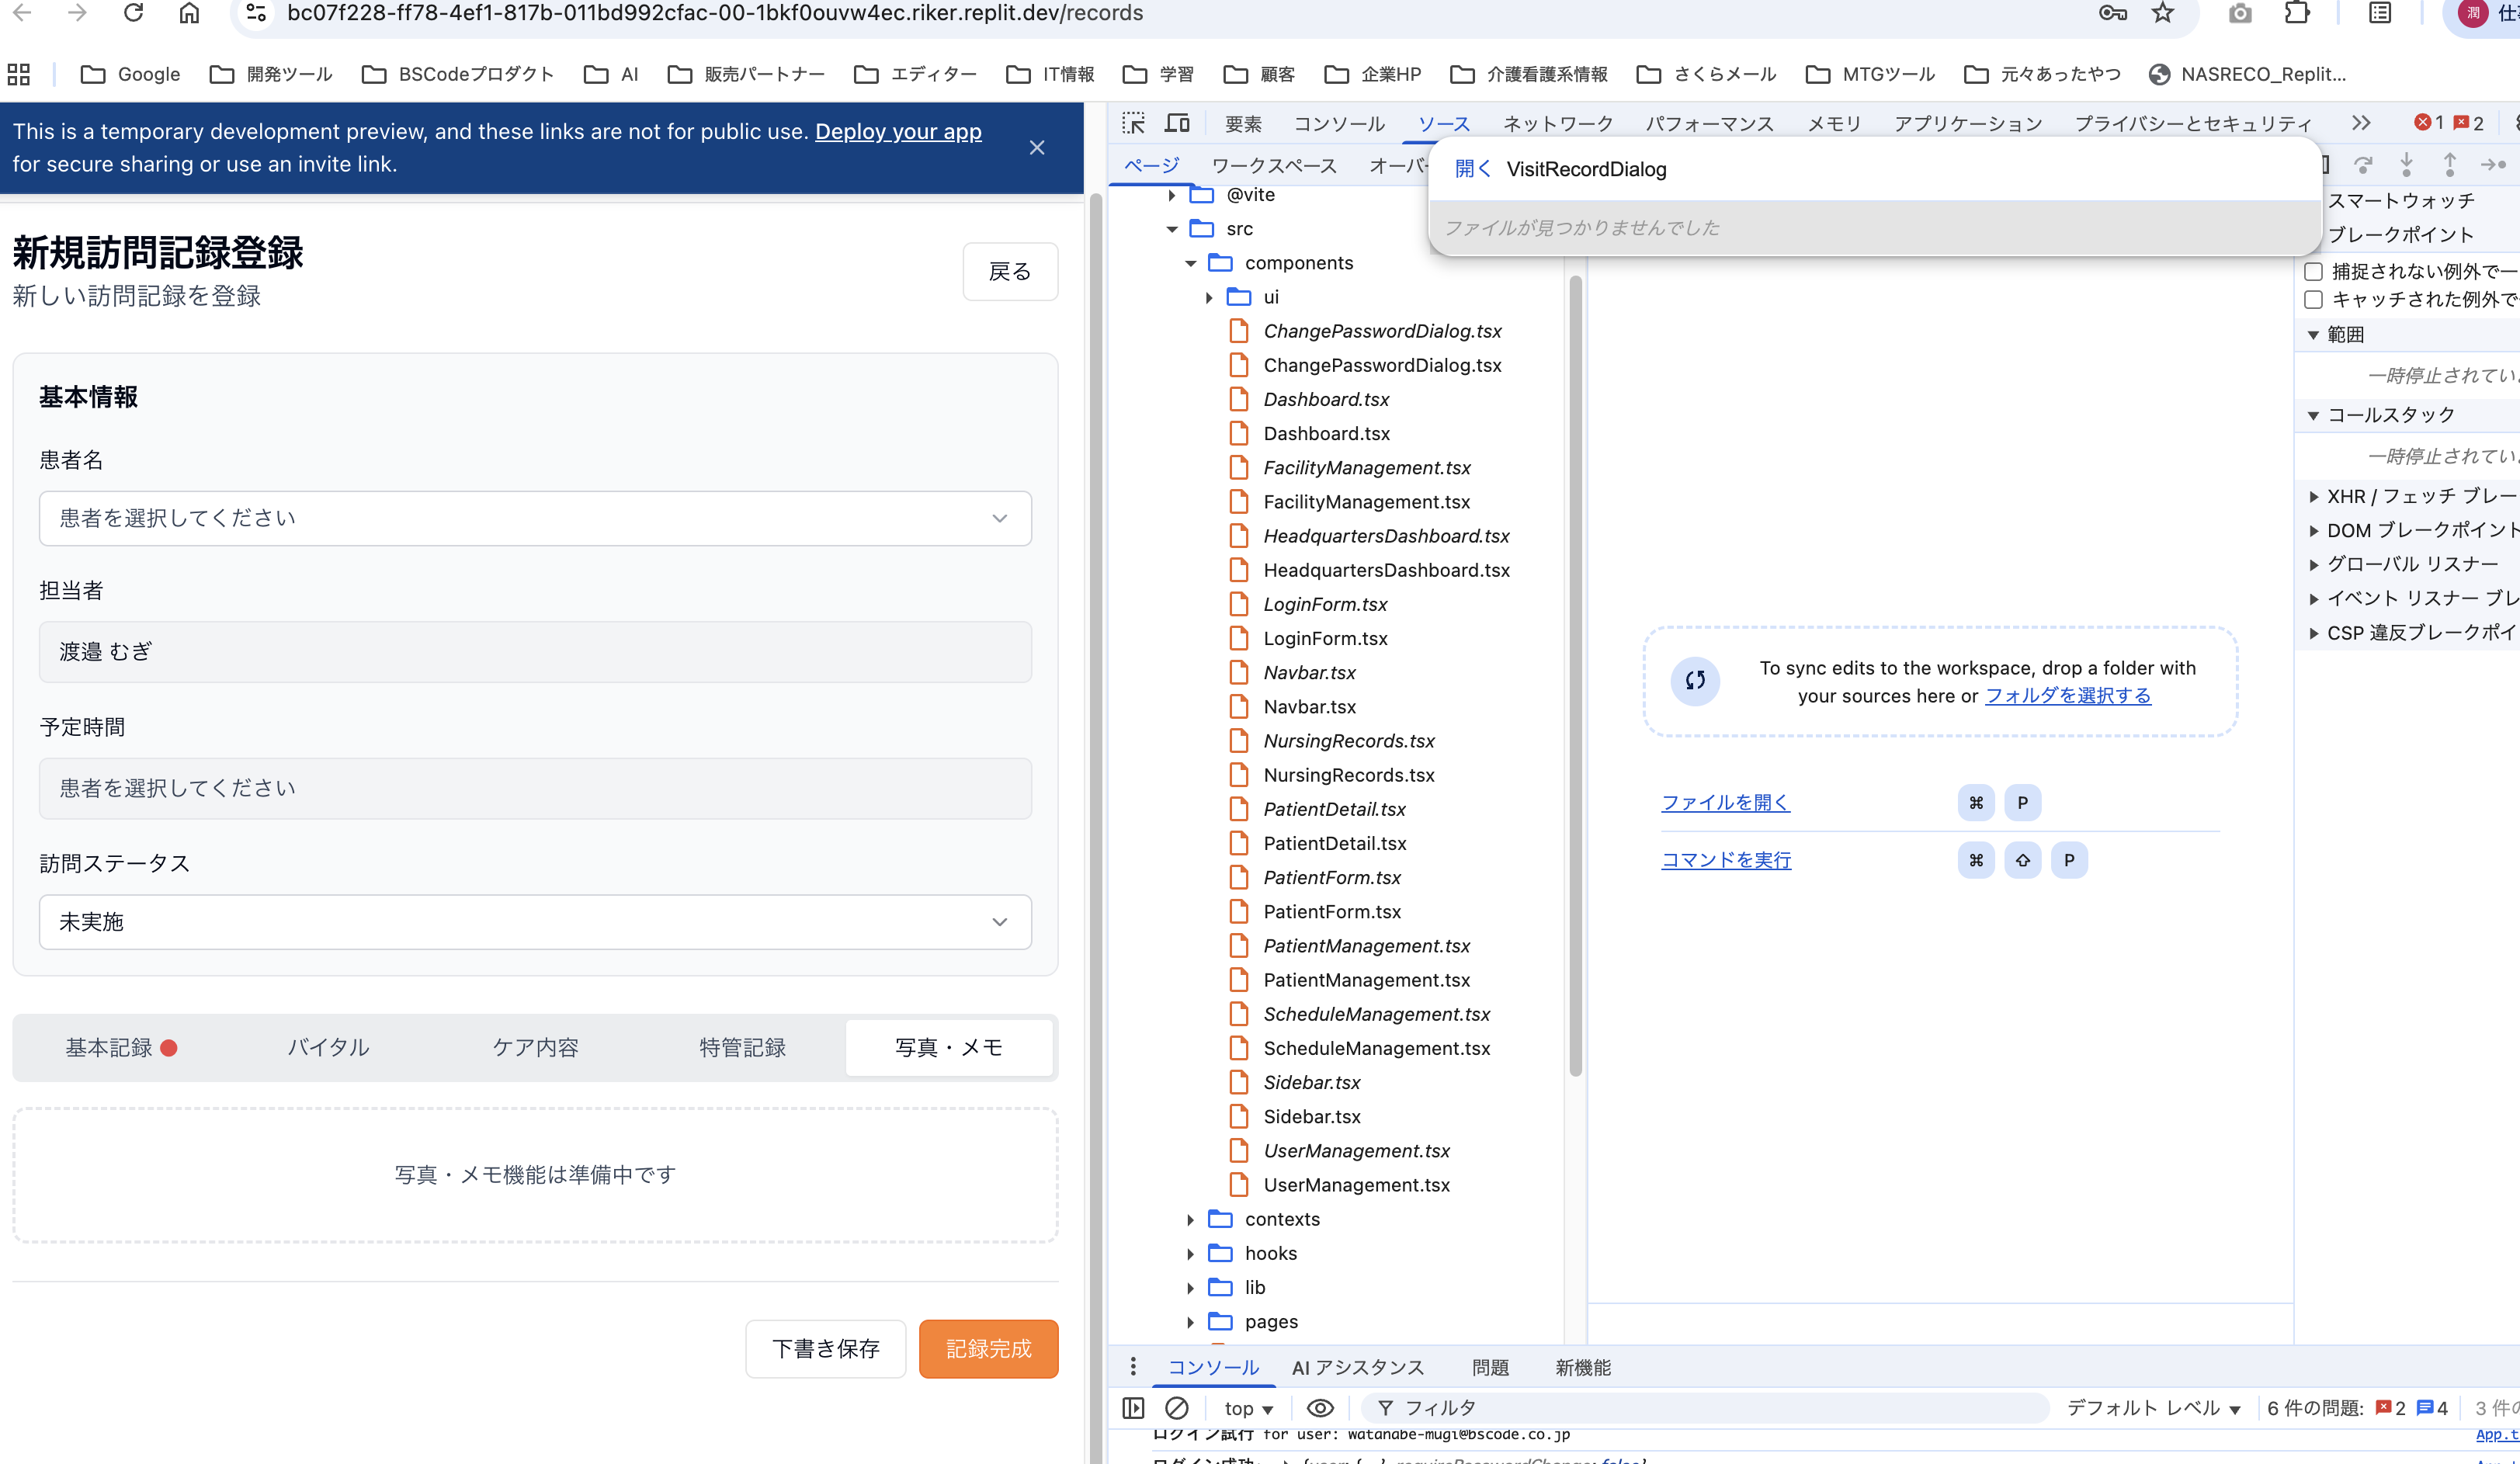 bc07f228-ff78-4ef1-817b-011bd992cfac-00-1bkf0ouvw4ec.riker.replit.dev/records
潤
Google
開発ツール
BSCodeプロダクト
AI
販売パートナー
エディター
IT情報
学習
顧客
企業HP
介護看護系情報
さくらメール
MTGツール
元々あったやつ
NASRECO_Replit...
This is a temporary development preview, and these links are not for public use. Deploy your app
for secure sharing or use an invite link.
新規訪問記録登録
新しい訪問記録を登録
戻る
基本情報
患者名
患者を選択してください
担当者
渡邉 むぎ
予定時間
患者を選択してください
訪問ステータス
未実施
基本記録
バイタル
ケア内容
特管記録
写真・メモ
写真・メモ機能は準備中です
下書き保存
記録完成
要素
コンソール
ソース
ネットワーク
パフォーマンス
メモリ
アプリケーション
プライバシーとセキュリティ
1
2
ページ
ワークスペース
オーバー
開く VisitRecordDialog
ファイルが見つかりませんでした
@vite
src
components
ui
ChangePasswordDialog.tsx
ChangePasswordDialog.tsx
Dashboard.tsx
Dashboard.tsx
FacilityManagement.tsx
FacilityManagement.tsx
HeadquartersDashboard.tsx
HeadquartersDashboard.tsx
LoginForm.tsx
LoginForm.tsx
Navbar.tsx
Navbar.tsx
NursingRecords.tsx
NursingRecords.tsx
PatientDetail.tsx
PatientDetail.tsx
PatientForm.tsx
PatientForm.tsx
PatientManagement.tsx
PatientManagement.tsx
ScheduleManagement.tsx
ScheduleManagement.tsx
Sidebar.tsx
Sidebar.tsx
UserManagement.tsx
UserManagement.tsx
contexts
hooks
lib
pages
To sync edits to the workspace, drop a folder with
your sources here or フォルダを選択する
ファイルを開く
⌘ P
コマンドを実行
⌘ ⇧ P
スマートウォッチ
ブレークポイント
捕捉されない例外で一
キャッチされた例外で
範囲
一時停止されてい
コールスタック
一時停止されてい
XHR / フェッチ ブレー
DOM ブレークポイント
グローバル リスナー
イベント リスナー ブレ
CSP 違反ブレークポイ
コンソール
AI アシスタンス
問題
新機能
top
フィルタ
デフォルト レベル
6 件の問題: 2 4
3 件の
ログイン試行 for user: watanabe-mugi@bscode.co.jp
App.t